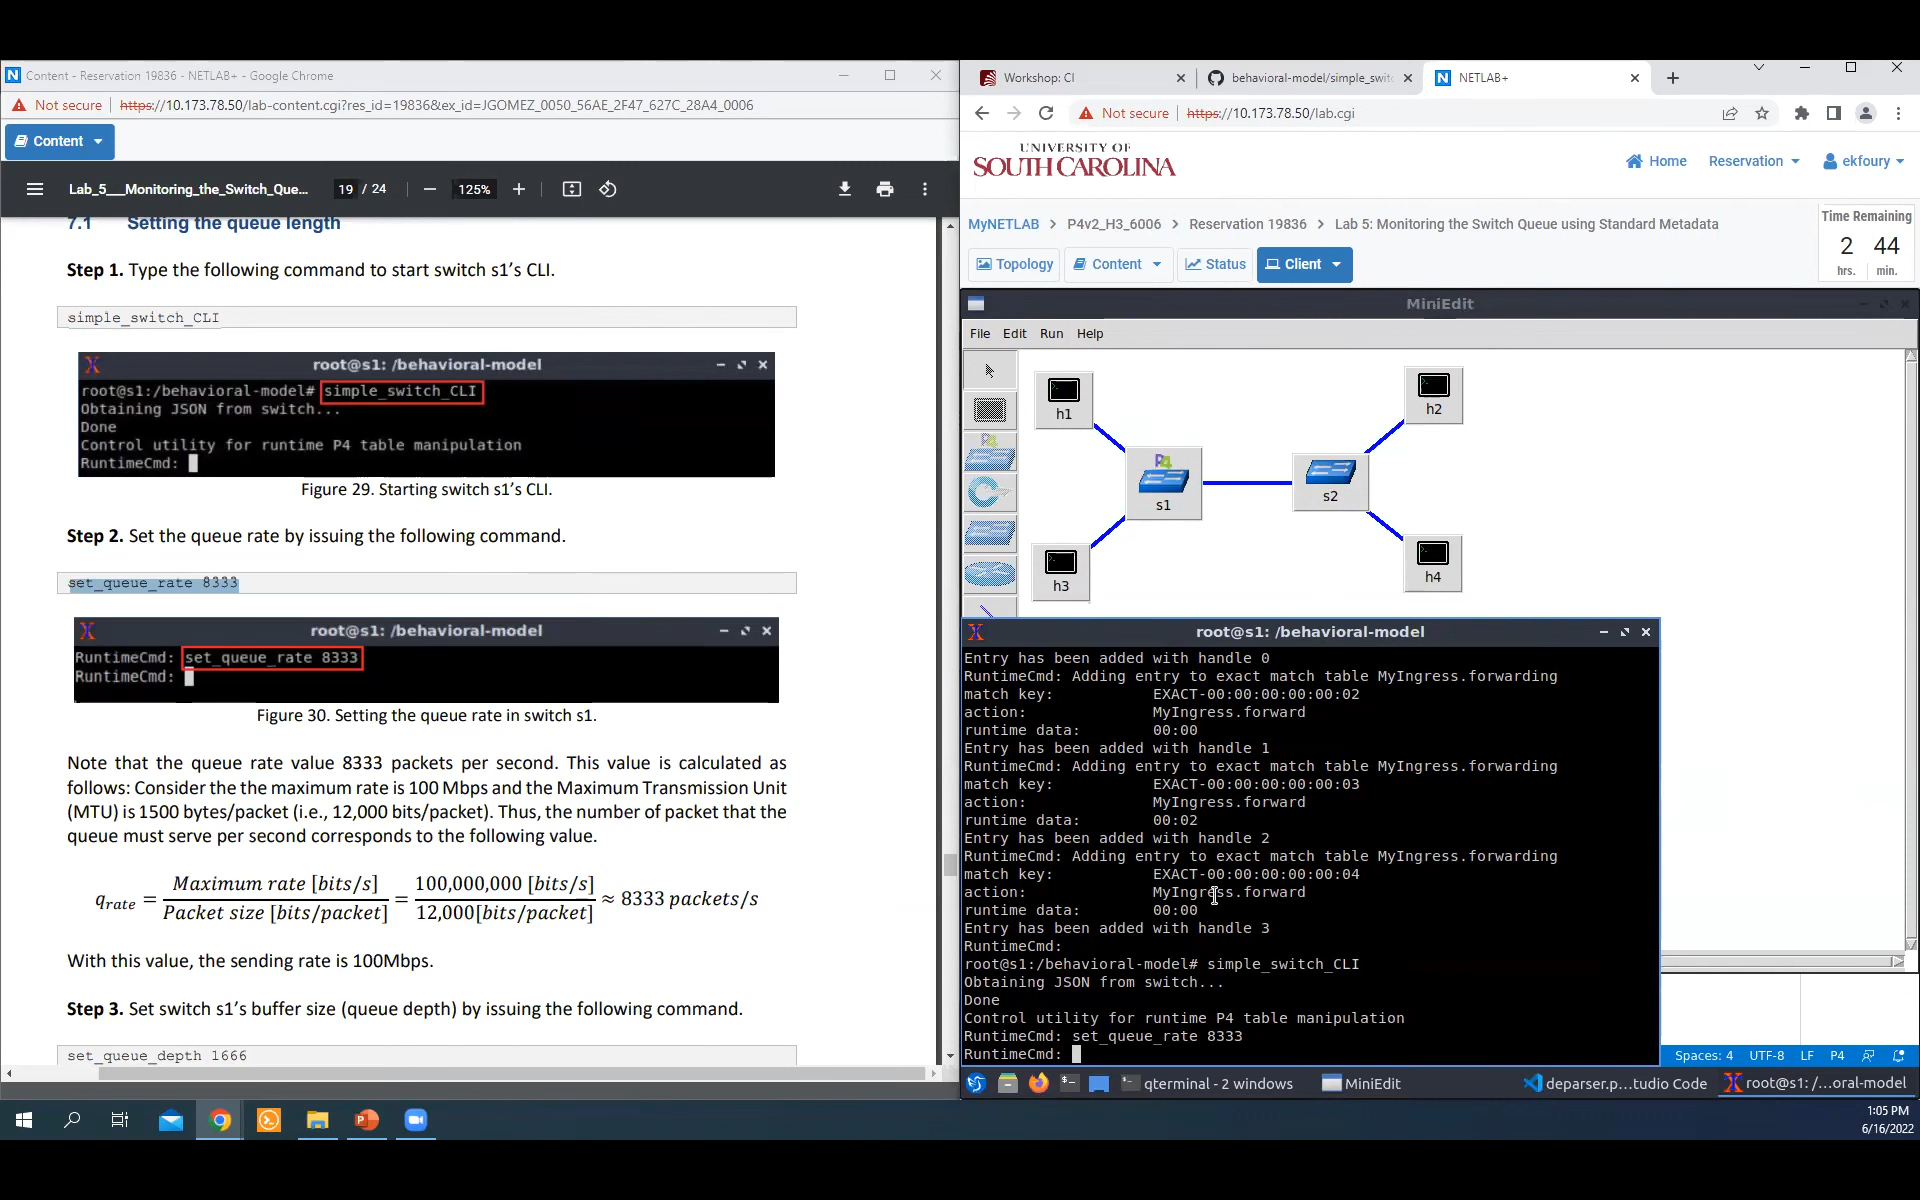 Content - Reservation 19836 - NETLAB+ - Google Chrome
Not secure https://10.173.78.50/lab-content.cgi?res_id=19836&ex_id=JGOMEZ_0050_56AE_2F47_627C_28A4_0006
Content
Lab_5___Monitoring_the_Switch_Que... 19 / 24 125%
7.1 Setting the queue length
Step 1. Type the following command to start switch s1's CLI.
simple_switch_CLI
root@s1: /behavioral-model
root@s1:/behavioral-model# simple_switch_CLI
Obtaining JSON from switch...
Done
Control utility for runtime P4 table manipulation
RuntimeCmd:
Figure 29. Starting switch s1's CLI.
Step 2. Set the queue rate by issuing the following command.
set_queue_rate 8333
root@s1: /behavioral-model
RuntimeCmd: set_queue_rate 8333
RuntimeCmd:
Figure 30. Setting the queue rate in switch s1.
Note that the queue rate value 8333 packets per second. This value is calculated as
follows: Consider the the maximum rate is 100 Mbps and the Maximum Transmission Unit
(MTU) is 1500 bytes/packet (i.e., 12,000 bits/packet). Thus, the number of packet that the
queue must serve per second corresponds to the following value.
qrate = Maximum rate [bits/s] / Packet size [bits/packet] = 100,000,000 [bits/s] / 12,000[bits/packet] ≈ 8333 packets/s
With this value, the sending rate is 100Mbps.
Step 3. Set switch s1's buffer size (queue depth) by issuing the following command.
set_queue_depth 1666
Workshop: CI
behavioral-model/simple_swit
NETLAB+
Not secure https://10.173.78.50/lab.cgi
UNIVERSITY OF
SOUTH CAROLINA
Home Reservation ekfoury
MyNETLAB > P4v2_H3_6006 > Reservation 19836 > Lab 5: Monitoring the Switch Queue using Standard Metadata
Time Remaining
2 44
hrs. min.
Topology Content Status Client
MiniEdit
File Edit Run Help
h1
h2
P4
s1
s2
h3
h4
P4
root@s1: /behavioral-model
Entry has been added with handle 0
RuntimeCmd: Adding entry to exact match table MyIngress.forwarding
match key: EXACT-00:00:00:00:00:02
action: MyIngress.forward
runtime data: 00:00
Entry has been added with handle 1
RuntimeCmd: Adding entry to exact match table MyIngress.forwarding
match key: EXACT-00:00:00:00:00:03
action: MyIngress.forward
runtime data: 00:02
Entry has been added with handle 2
RuntimeCmd: Adding entry to exact match table MyIngress.forwarding
match key: EXACT-00:00:00:00:00:04
action: MyIngress.forward
runtime data: 00:00
Entry has been added with handle 3
RuntimeCmd:
root@s1:/behavioral-model# simple_switch_CLI
Obtaining JSON from switch...
Done
Control utility for runtime P4 table manipulation
RuntimeCmd: set_queue_rate 8333
RuntimeCmd:
Spaces: 4 UTF-8 LF P4
qterminal - 2 windows
MiniEdit
deparser.p...tudio Code
root@s1: /...oral-model
1:05 PM
6/16/2022